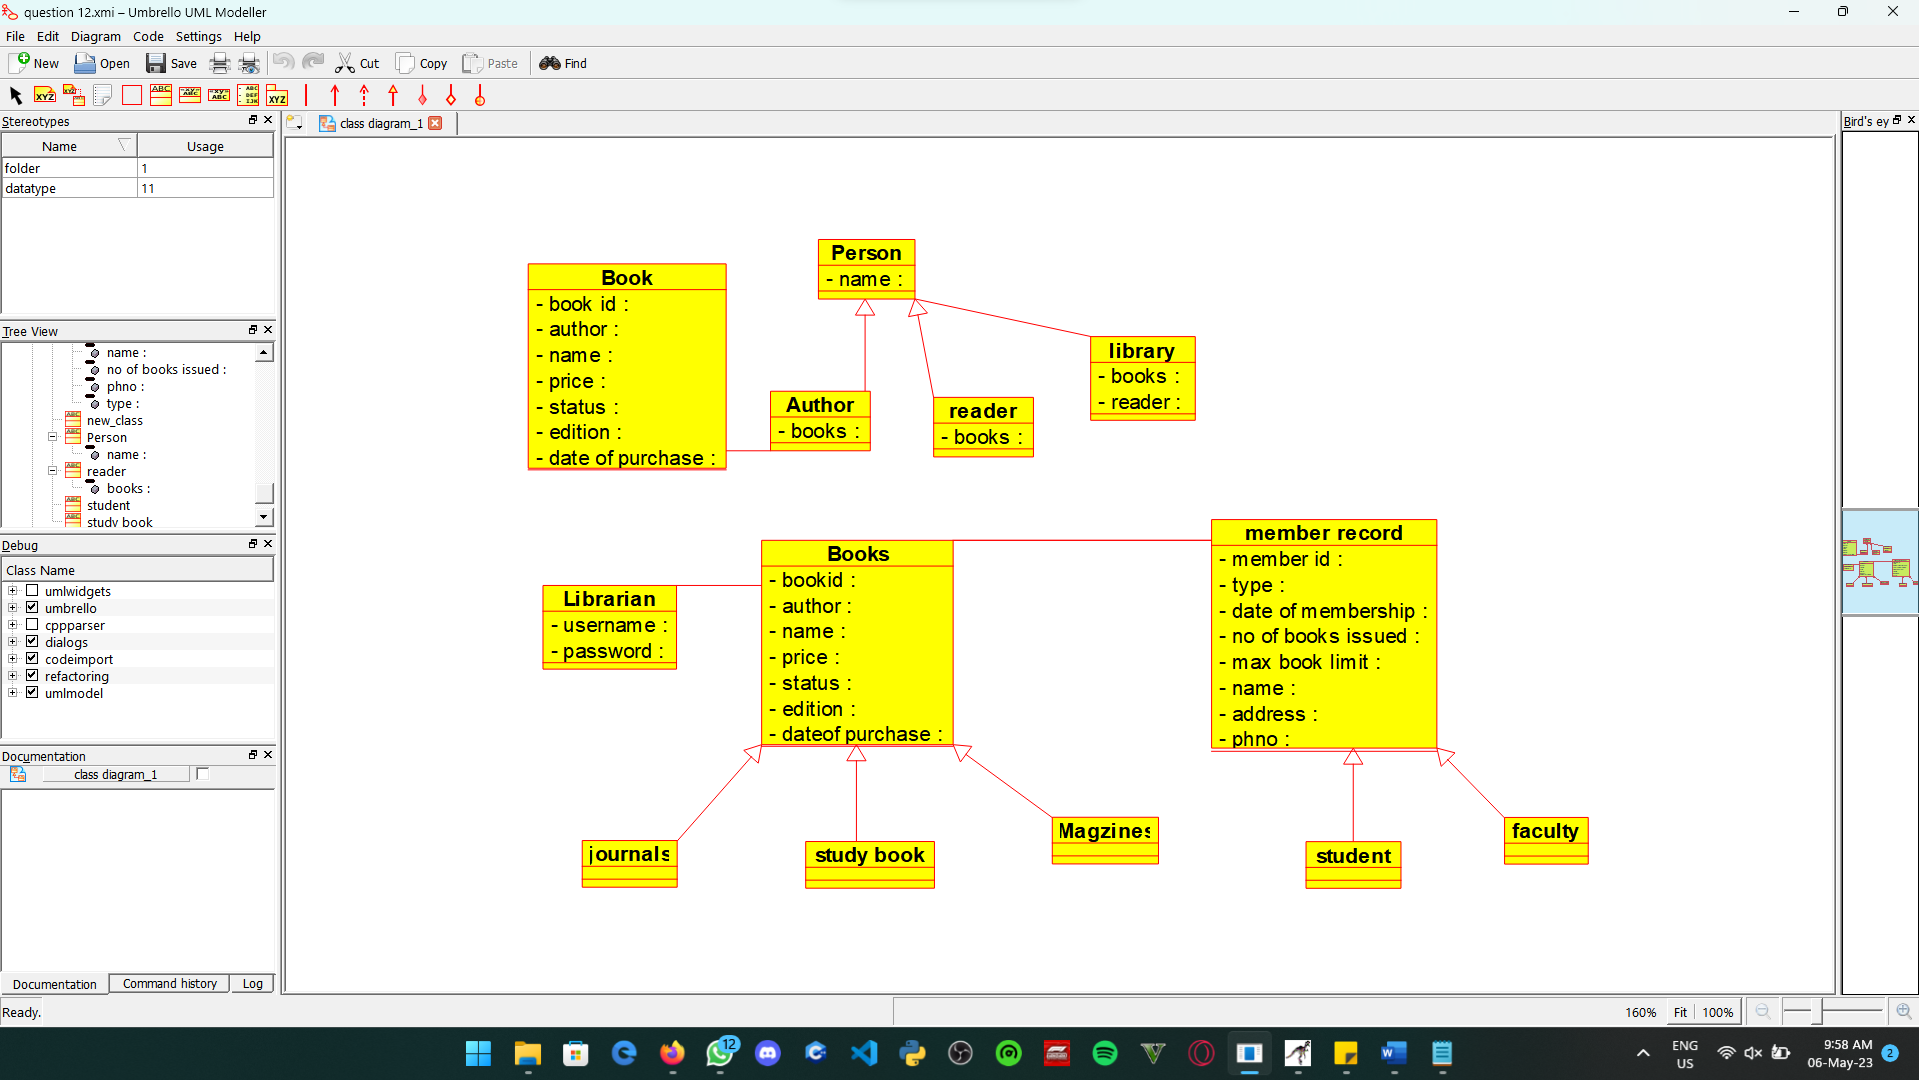 question 12.xmi – Umbrello UML Modeller
File Edit Diagram Code Settings Help
New Open Save Cut Copy Paste Find
Stereotypes
Name Usage
folder 1
datatype 11
Tree View
name :
no of books issued :
phno :
type :
new_class
Person
name :
reader
books :
student
study book
Debug
Class Name
umlwidgets
umbrello
cppparser
dialogs
codeimport
refactoring
umlmodel
Documentation
class diagram_1
Documentation Command history Log
Ready.
class diagram_1
Bird's ey
Book
- book id :
- author :
- name :
- price :
- status :
- edition :
- date of purchase :
Person
- name :
Author
- books :
reader
- books :
library
- books :
- reader :
Librarian
- username :
- password :
Books
- bookid :
- author :
- name :
- price :
- status :
- edition :
- dateof purchase :
member record
- member id :
- type :
- date of membership :
- no of books issued :
- max book limit :
- name :
- address :
- phno :
journals
study book
Magzines
student
faculty
160% Fit 100%
12
ENG
US
9:58 AM
06-May-23
2